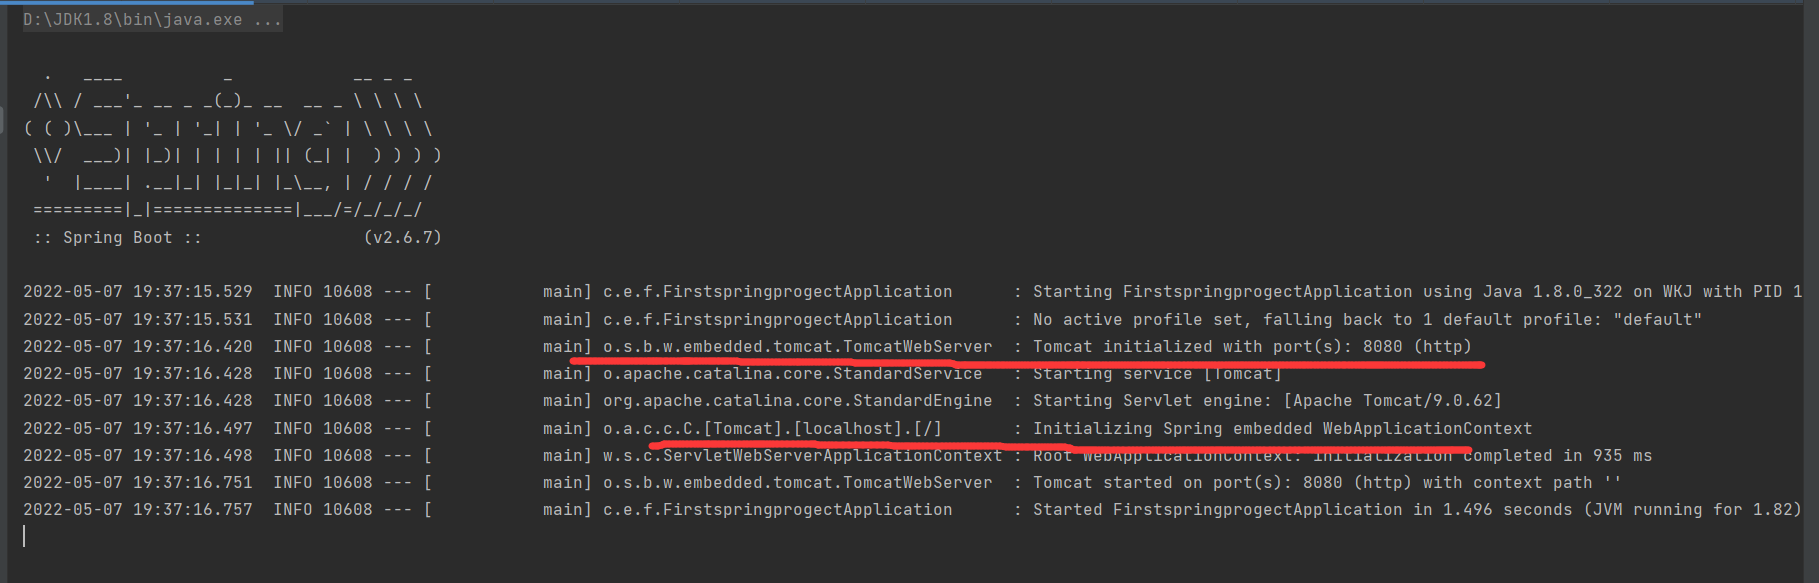 D:\JDK1.8\bin\java.exe ...
  .   ____          _            __ _ _
 /\\ / ___'_ __ _ _(_)_ __  __ _ \ \ \ \
( ( )\___ | '_ | '_| | '_ \/ _` | \ \ \ \
 \\/  ___)| |_)| | | | | || (_| |  ) ) ) )
  '  |____| .__|_| |_|_| |_\__, | / / / /
 =========|_|==============|___/=/_/_/_/
 :: Spring Boot ::                (v2.6.7)
2022-05-07 19:37:15.529  INFO 10608 --- [           main] c.e.f.FirstspringprogectApplication      : Starting FirstspringprogectApplication using Java 1.8.0_322 on WKJ with PID 1
2022-05-07 19:37:15.531  INFO 10608 --- [           main] c.e.f.FirstspringprogectApplication      : No active profile set, falling back to 1 default profile: "default"
2022-05-07 19:37:16.420  INFO 10608 --- [           main] o.s.b.w.embedded.tomcat.TomcatWebServer  : Tomcat initialized with port(s): 8080 (http)
2022-05-07 19:37:16.428  INFO 10608 --- [           main] o.apache.catalina.core.StandardService   : Starting service [Tomcat]
2022-05-07 19:37:16.428  INFO 10608 --- [           main] org.apache.catalina.core.StandardEngine  : Starting Servlet engine: [Apache Tomcat/9.0.62]
2022-05-07 19:37:16.497  INFO 10608 --- [           main] o.a.c.c.C.[Tomcat].[localhost].[/]       : Initializing Spring embedded WebApplicationContext
2022-05-07 19:37:16.498  INFO 10608 --- [           main] w.s.c.ServletWebServerApplicationContext : Root WebApplicationContext: initialization completed in 935 ms
2022-05-07 19:37:16.751  INFO 10608 --- [           main] o.s.b.w.embedded.tomcat.TomcatWebServer  : Tomcat started on port(s): 8080 (http) with context path ''
2022-05-07 19:37:16.757  INFO 10608 --- [           main] c.e.f.FirstspringprogectApplication      : Started FirstspringprogectApplication in 1.496 seconds (JVM running for 1.82)